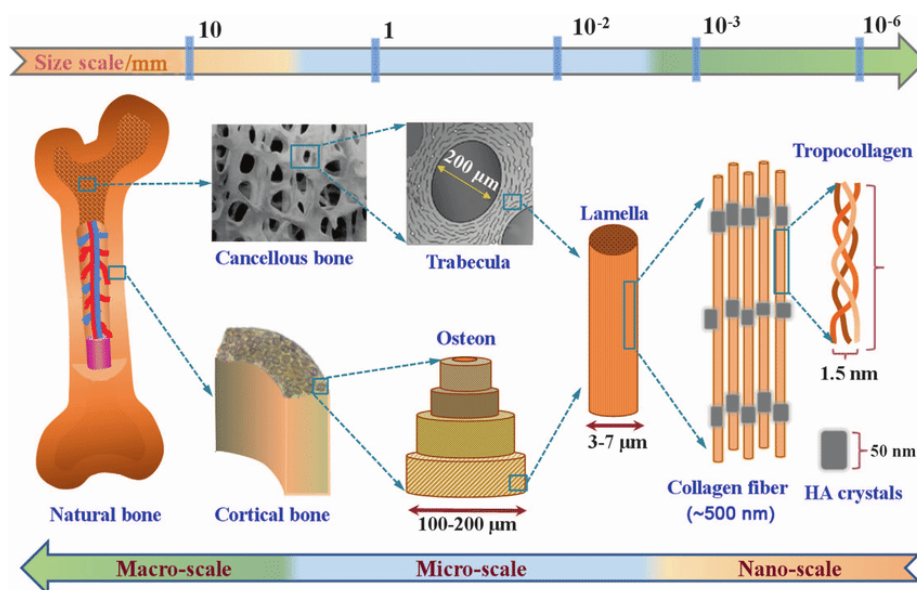 10
1
10⁻²
10⁻³
10⁻⁶
Size scale/mm
200 μm
Tropocollagen
Lamella
Cancellous bone
Trabecula
Osteon
1.5 nm
3-7 μm
50 nm
Collagen fiber
(~500 nm)
HA crystals
Natural bone
Cortical bone
100-200 μm
Macro-scale
Micro-scale
Nano-scale